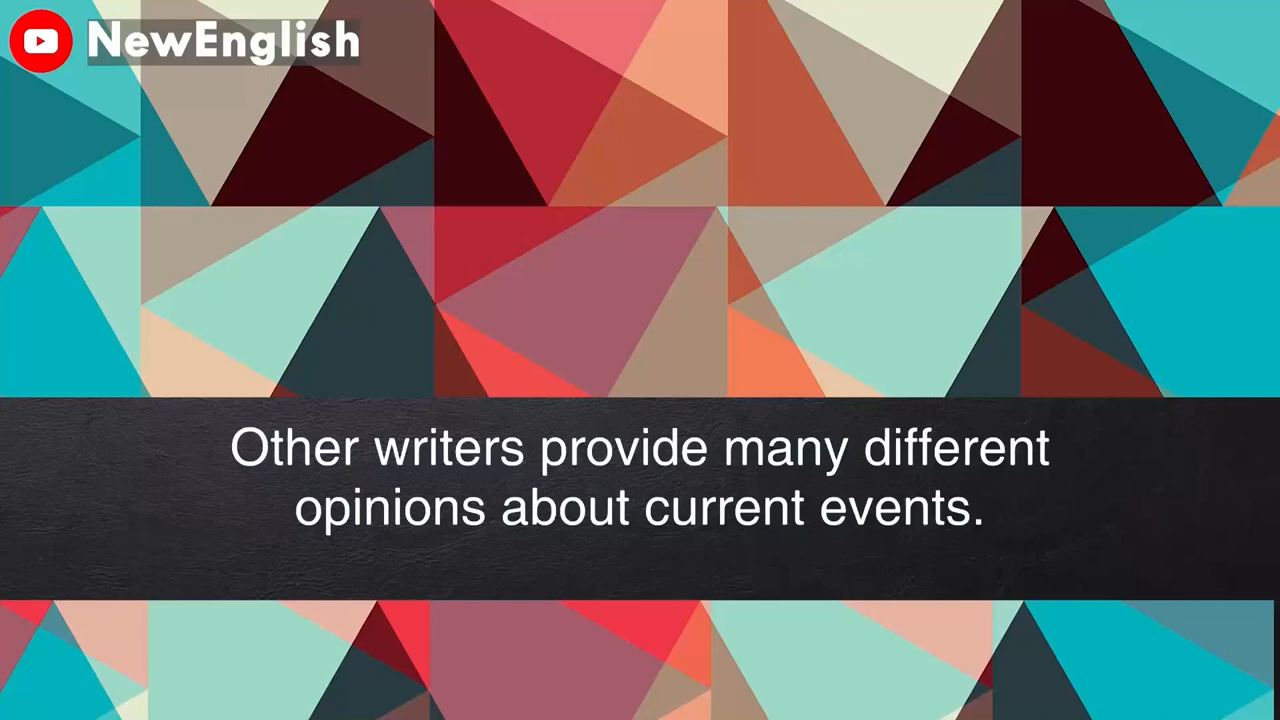 NewEnglish
Other writers provide many different
opinions about current events.